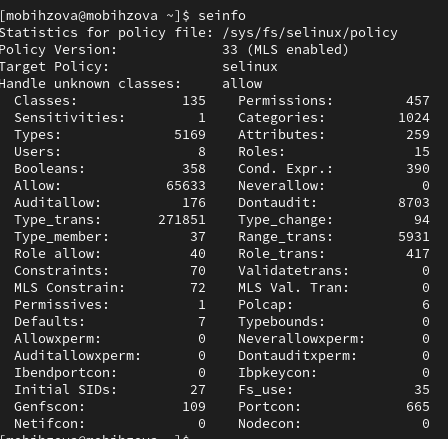 [mobihzova@mobihzova ~]$ seinfo
Statistics for policy file: /sys/fs/selinux/policy
Policy Version: 33 (MLS enabled)
Target Policy: selinux
Handle unknown classes: allow
Classes: 135 Permissions: 457
Sensitivities: 1 Categories: 1024
Types: 5169 Attributes: 259
Users: 8 Roles: 15
Booleans: 358 Cond. Expr.: 390
Allow: 65633 Neverallow: 0
Auditallow: 176 Dontaudit: 8703
Type_trans: 271851 Type_change: 94
Type_member: 37 Range_trans: 5931
Role allow: 40 Role_trans: 417
Constraints: 70 Validatetrans: 0
MLS Constrain: 72 MLS Val. Tran: 0
Permissives: 1 Polcap: 6
Defaults: 7 Typebounds: 0
Allowxperm: 0 Neverallowxperm: 0
Auditallowxperm: 0 Dontauditxperm: 0
Ibendportcon: 0 Ibpkeycon: 0
Initial SIDs: 27 Fs_use: 35
Genfscon: 109 Portcon: 665
Netifcon: 0 Nodecon: 0